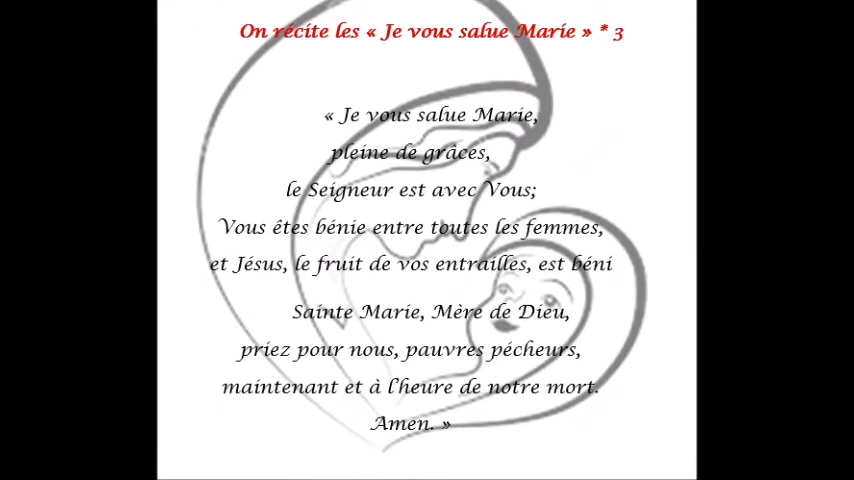 On récite les « Je vous salue Marie » * 3
« Je vous salue Marie,
pleine de grâces,
le Seigneur est avec Vous;
Vous êtes bénie entre toutes les femmes,
et Jésus, le fruit de vos entrailles, est béni
Sainte Marie, Mère de Dieu,
priez pour nous, pauvres pécheurs,
maintenant et à l'heure de notre mort.
Amen. »